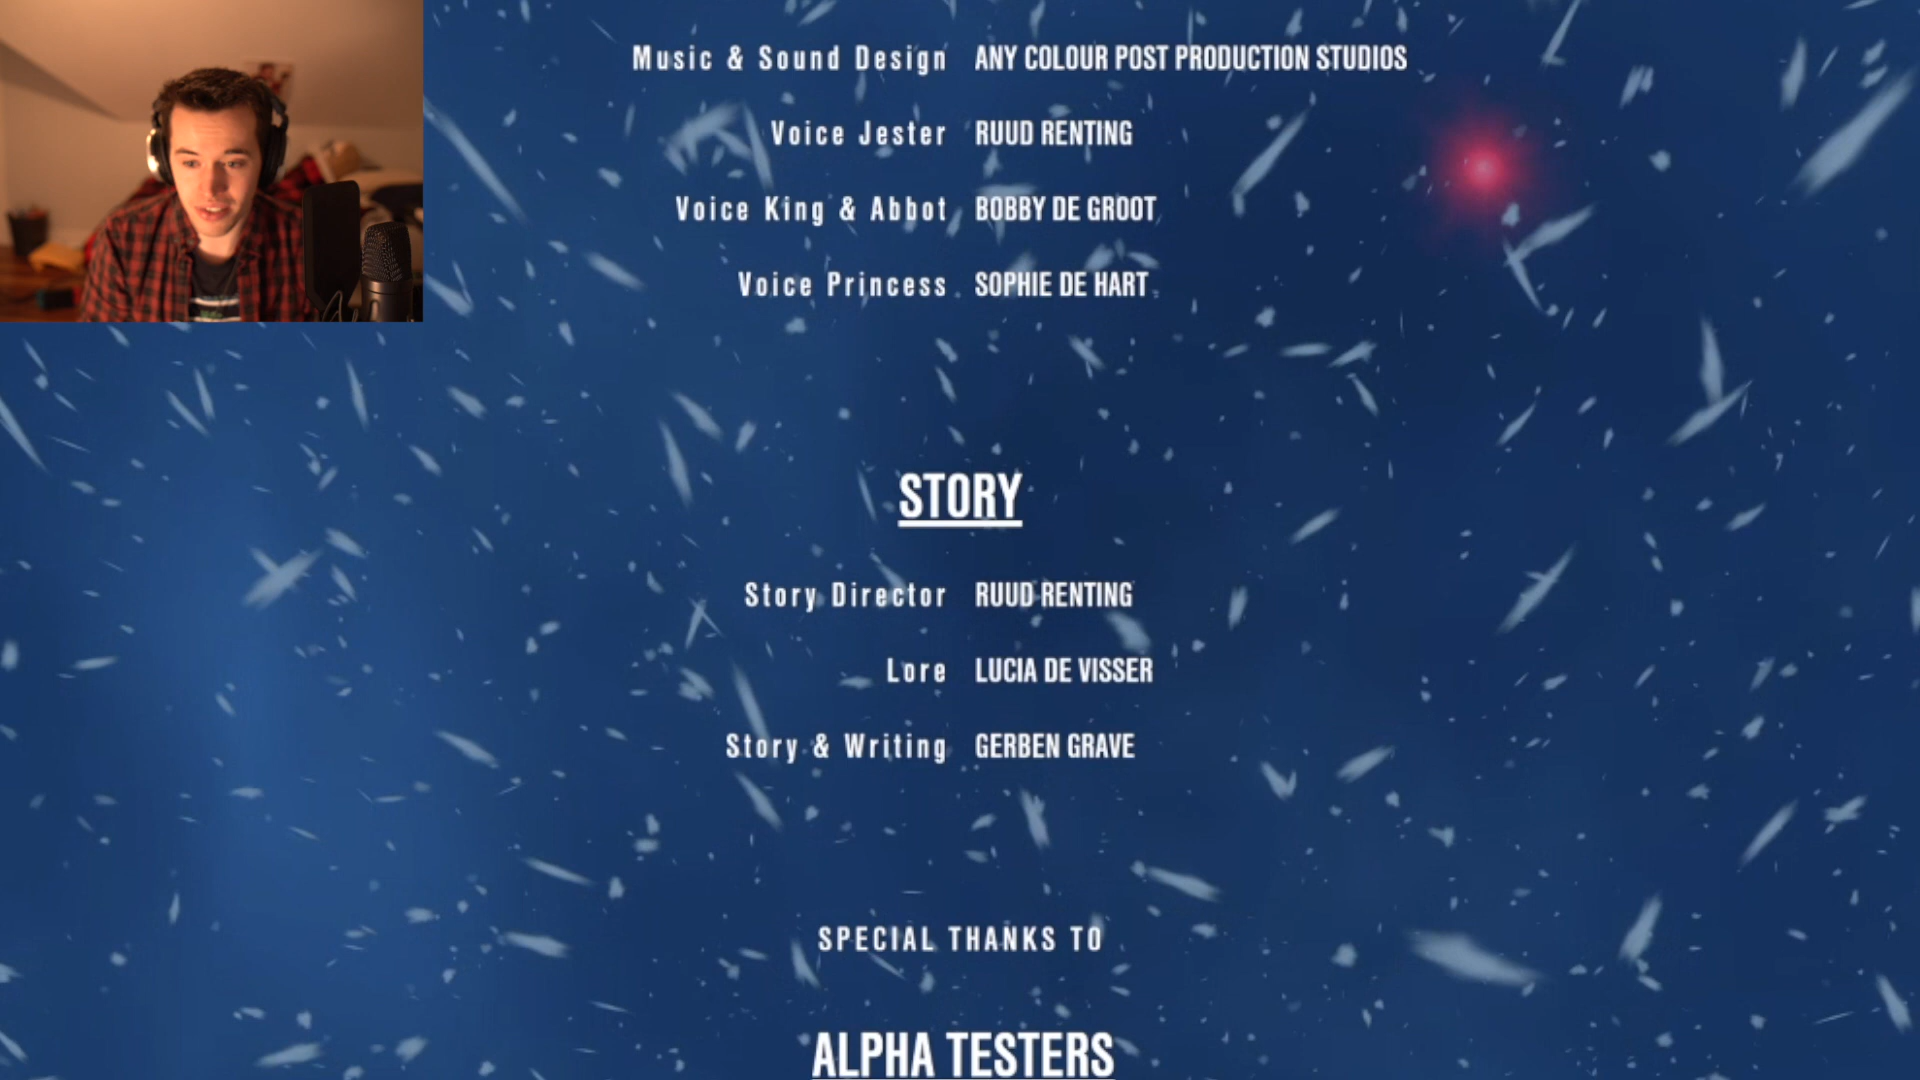 Music & Sound Design ANY COLOUR POST PRODUCTION STUDIOS
Voice Jester RUUD RENTING
Voice King & Abbot BOBBY DE GROOT
Voice Princess SOPHIE DE HART
STORY
Story Director RUUD RENTING
Lore LUCIA DE VISSER
Story & Writing GERBEN GRAVE
SPECIAL THANKS TO
ALPHA TESTERS